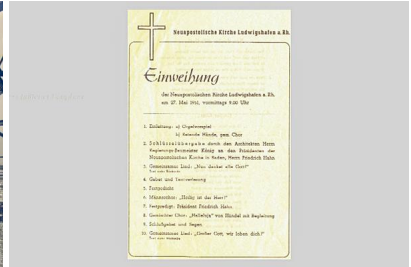 Neuapostolische Kirche Ludwigshafen a. Rh.
Einweihung
der Neuapostolischen Kirche Ludwigshafen a. Rh.
am 27. Mai 1951, vormittags 9.00 Uhr
1. Einleitung: a) Orgelvorspiel
b) Betende Hände, gem. Chor
2. Schlüsselübergabe durch den Architekten Herrn
Regierungs-Baumeister König an den Präsidenten der
Neuapostolischen Kirche in Baden, Herrn Friedrich Hahn
3. Gemeinsames Lied: „Nun danket alle Gott!"
4. Gebet und Textverlesung
5.
6. Männerchor: „Heilig ist der Herr!"
7. Festpredigt: Präsident Friedrich Hahn
8. Gemischter Chor: „Halleluja" von Händel mit Begleitung
9. Schlußgebet und Segen
10. Gemeinsames Lied: „Großer Gott, wir loben dich!"